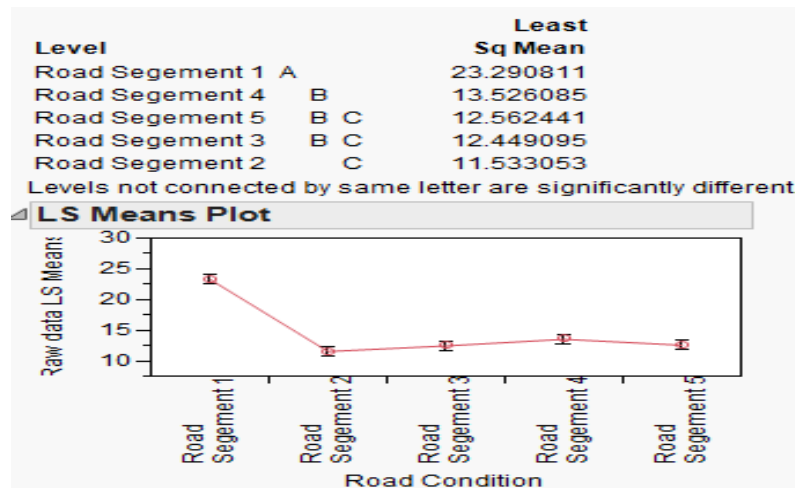 Least
Level Sq Mean
Road Segement 1 A 23.290811
Road Segement 4 B 13.526085
Road Segement 5 B C 12.562441
Road Segement 3 B C 12.449095
Road Segement 2 C 11.533053
Levels not connected by same letter are significantly different
LS Means Plot
Raw data LS Means
30
25
20
15
10
Road Segement 1
Road Segement 2
Road Segement 3
Road Segement 4
Road Segement 5
Road Condition